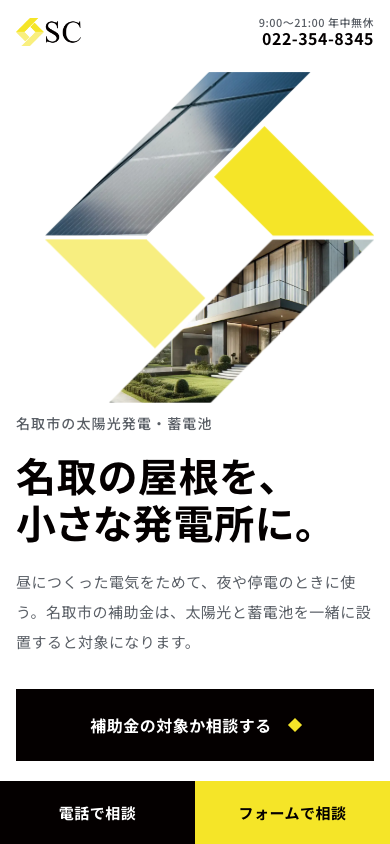 SC
9:00〜21:00 年中無休
022-354-8345
名取市の太陽光発電・蓄電池
名取の屋根を、
小さな発電所に。
昼につくった電気をためて、夜や停電のときに使
う。名取市の補助金は、太陽光と蓄電池を一緒に設
置すると対象になります。
補助金の対象か相談する
電話で相談
フォームで相談